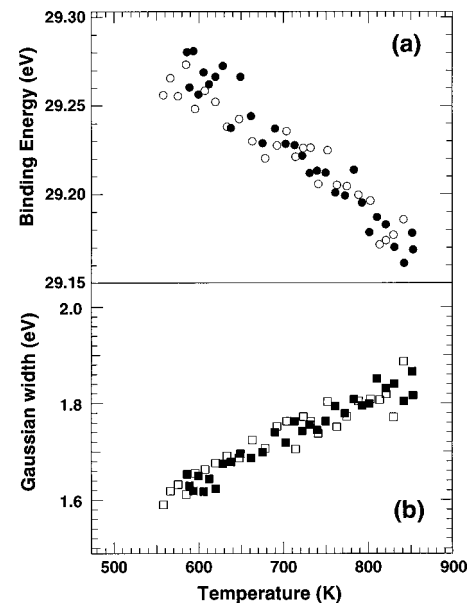 29.30
(a)
29.25
29.20
29.15
Binding Energy (eV)
2.0
1.8
1.6
Gaussian width (eV)
(b)
500 600 700 800 900
Temperature (K)